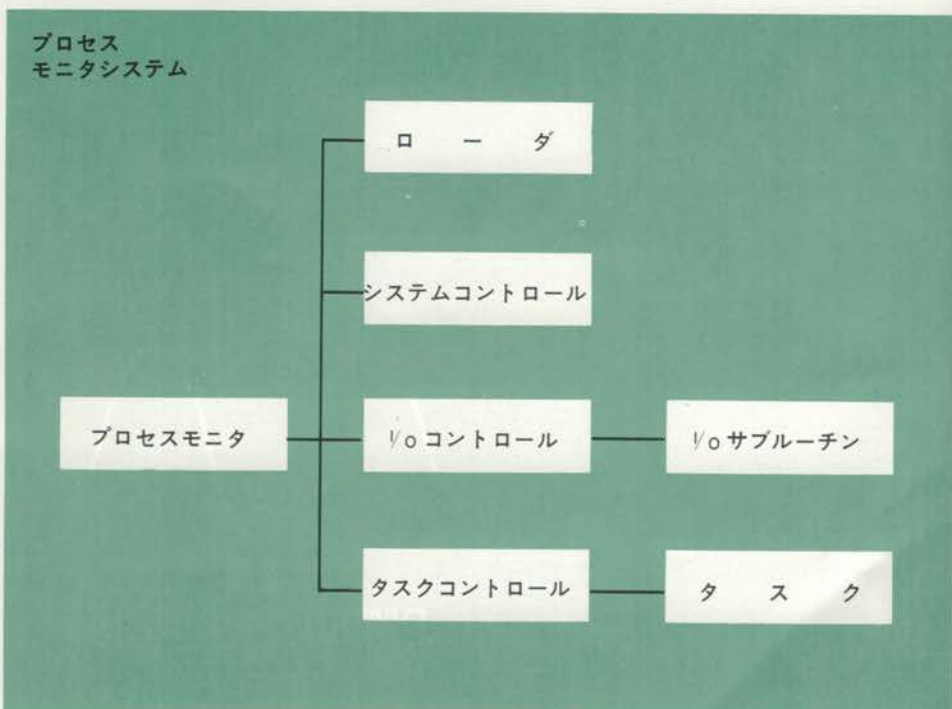 プロセス
モニタシステム
ローダ
システムコントロール
プロセスモニタ
I/Oコントロール
I/Oサブルーチン
タスクコントロール
タスク